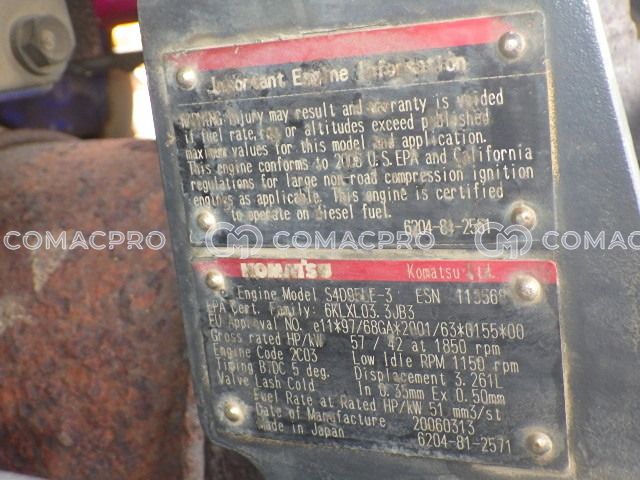 Important Engine Information
injury may result and warranty is voided
if fuel rate, or altitudes exceed published
maximum values for this model and application.
This engine conforms to 2006 U.S.EPA and California
regulations for large non-road compression ignition
engines as applicable. This engine is certified
to operate on diesel fuel.
6204-81-2561
COMACPRO COMACPRO COMACPRO
KOMATSU Komatsu Ltd.
Engine Model S4D95LE-3 ESN
EPA Cert. Family: 6KLXL03.3JB3
EU Approval NO. e11*97/68GA*2001/63*0155*00
Gross rated HP/kW 57 / 42 at 1850 rpm
Engine Code 2C03 Low Idle RPM 1150 rpm
Timing BTDC 5 deg. Displacement 3.261L
Valve Lash Cold In 0.35mm Ex 0.50mm
Fuel Rate at Rated HP/kW 51 mm3/st
Date of Manufacture 20060313
Made in Japan 6204-81-2571